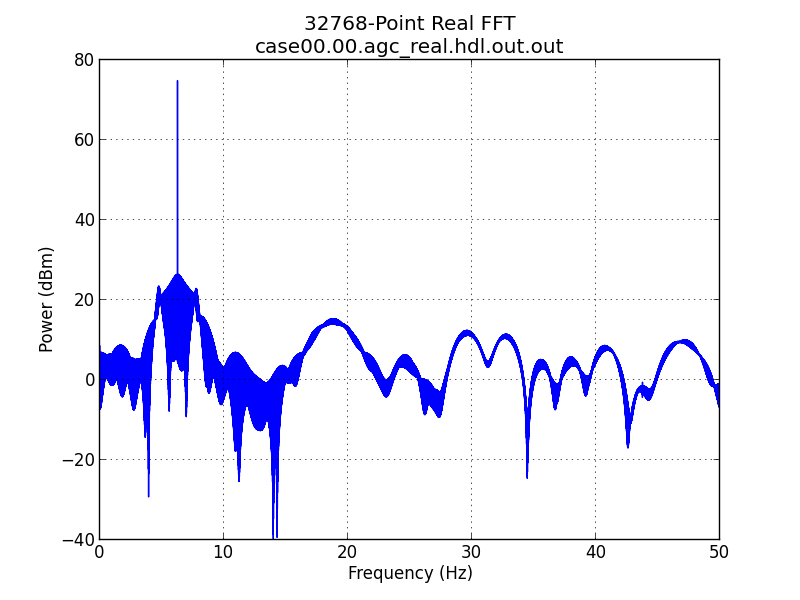 32768-Point Real FFT
case00.00.agc_real.hdl.out.out
80
60
40
20
0
−20
−40
Power (dBm)
0 10 20 30 40 50
Frequency (Hz)